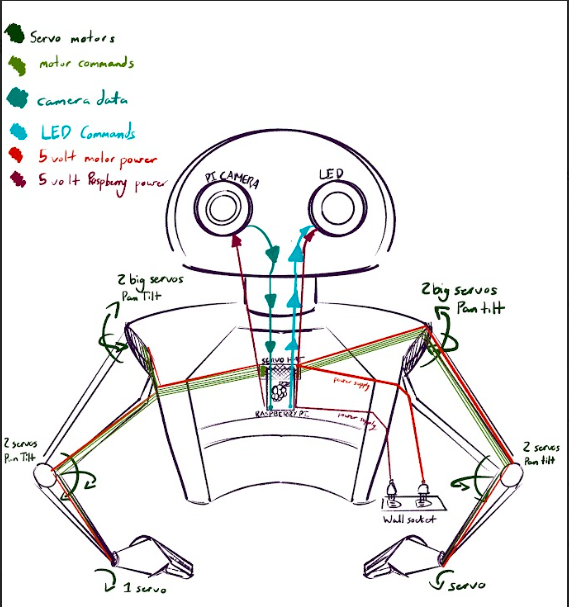 Servo motors
motor commands
camera data
LED Commands
5 volt motor power
5 volt Raspberry power
PI CAMERA
LED
2 big servos
Pan Tilt
2 big servos
Pan tilt
SERVO HAT
RASPBERRY PI
power supply
power supply
2 servos
Pan Tilt
2 servos
Pan tilt
Wall socket
1 servo
servo